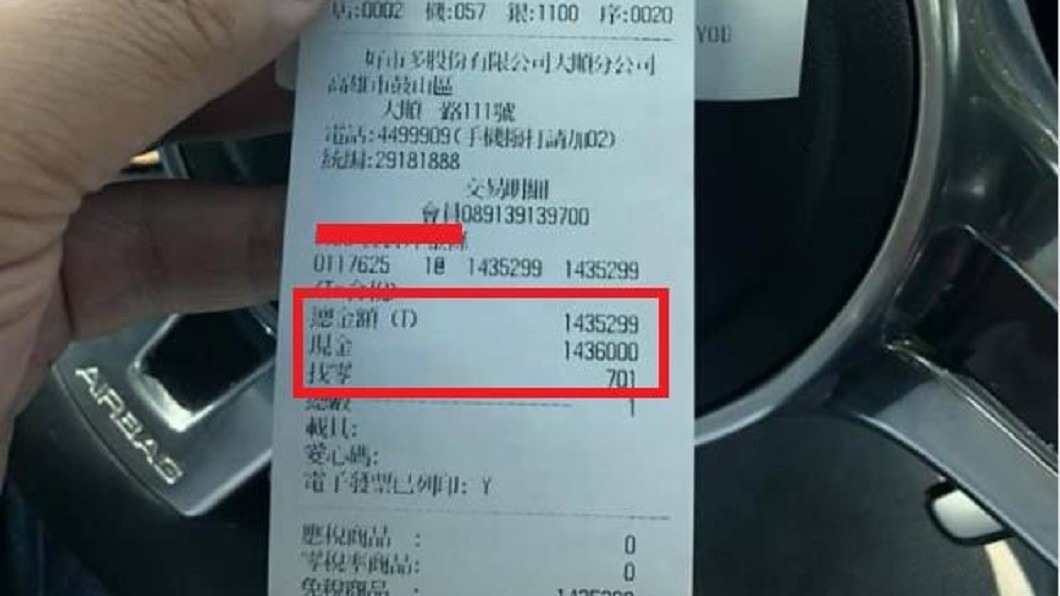 店:0002 機:057 銀:1100 序:0020
YOU
好市多股份有限公司大順分公司
高雄市鼓山區
大順 路111號
電話:4499909(手機撥打請加02)
統編:29181888
交易明細
會員089139139700
0117625 1@ 1435299 1435299
總金額 (T) 1435299
現金 1436000
找零 701
總數 1
載具:
愛心碼:
電子發票已列印: Y
應稅商品 : 0
零稅率商品: 0
免稅商品 : 1435299
AIRBAG